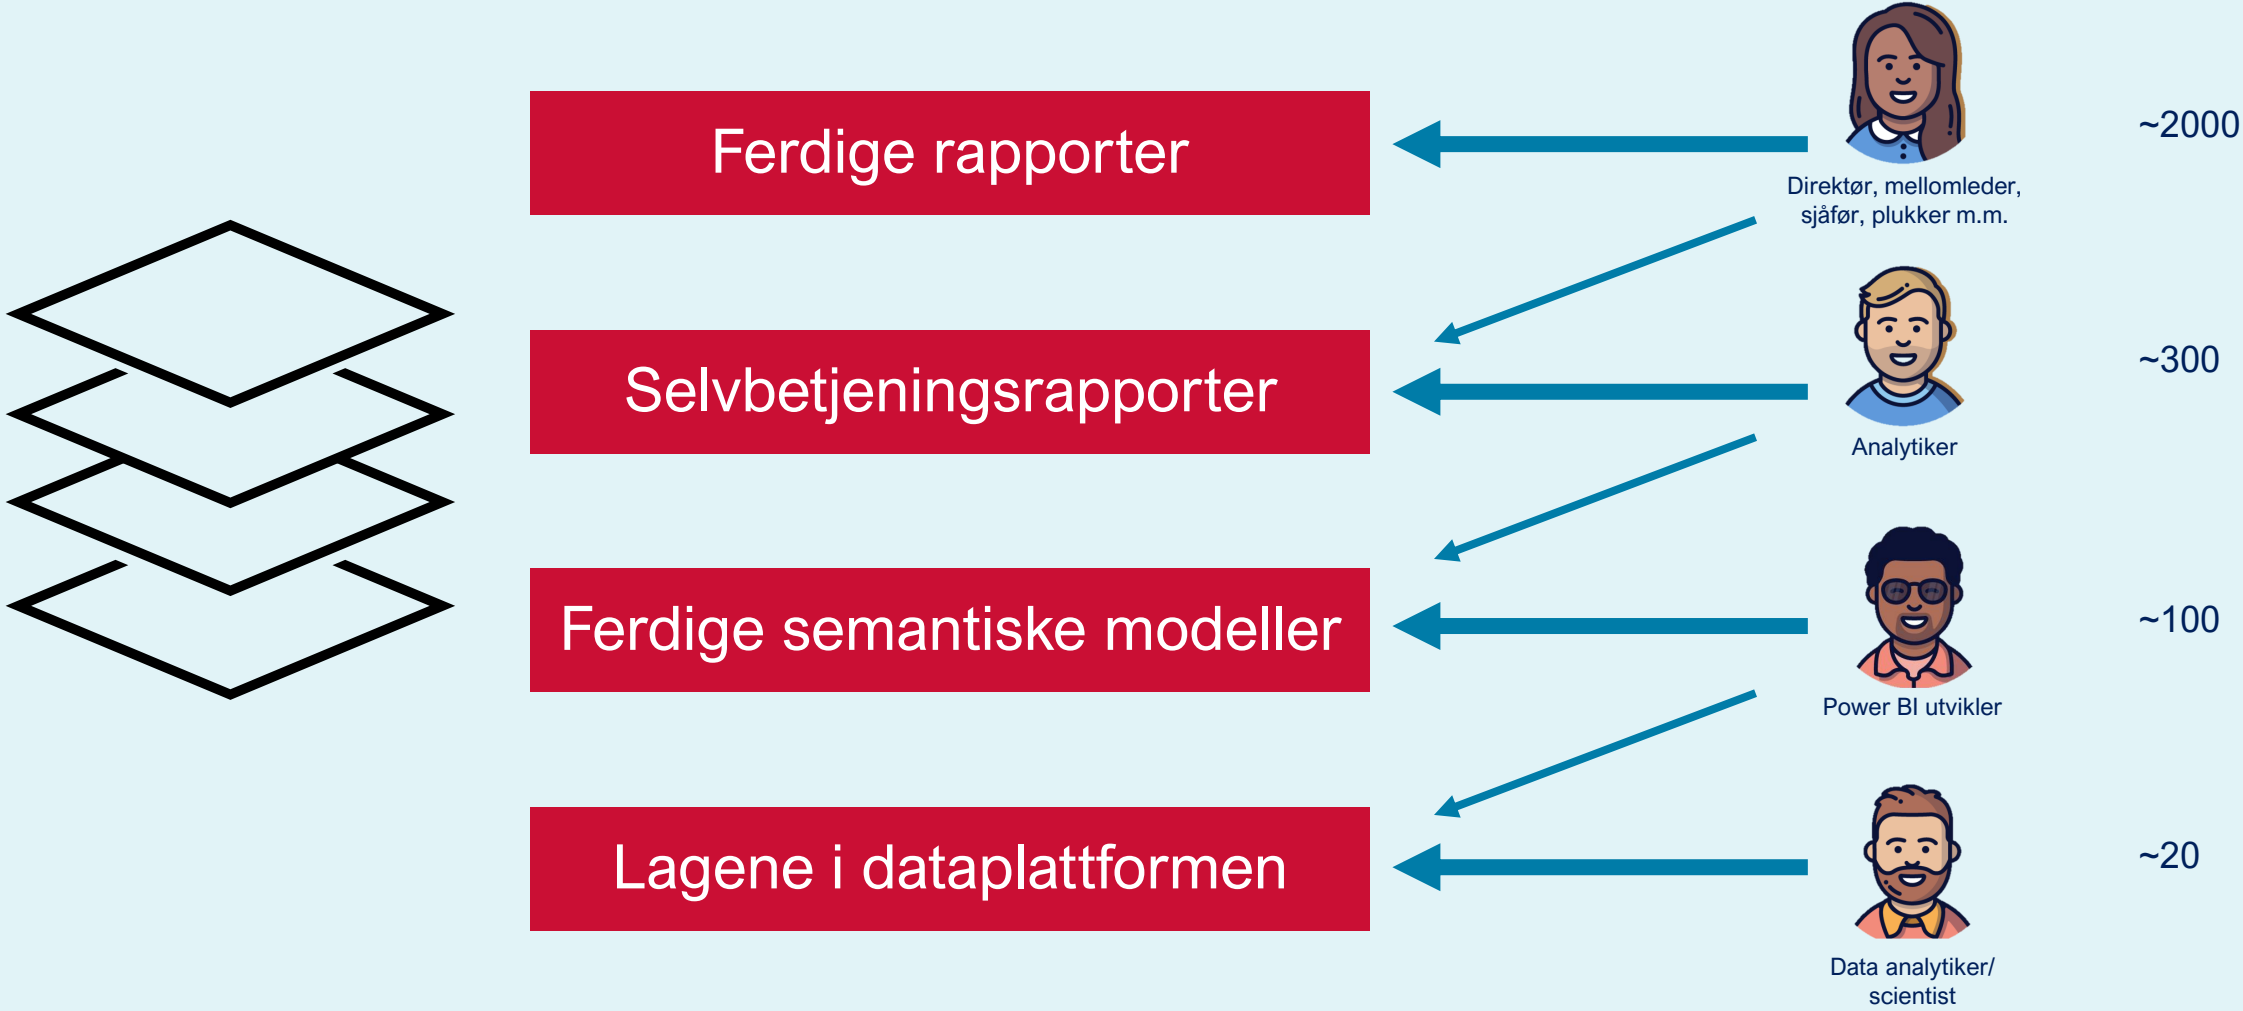 Ferdige rapporter
~2000
Direktør, mellomleder,
sjåfør, plukker m.m.
Selvbetjeningsrapporter
~300
Analytiker
Ferdige semantiske modeller
~100
Power BI utvikler
Lagene i dataplattformen
~20
Data analytiker/
scientist